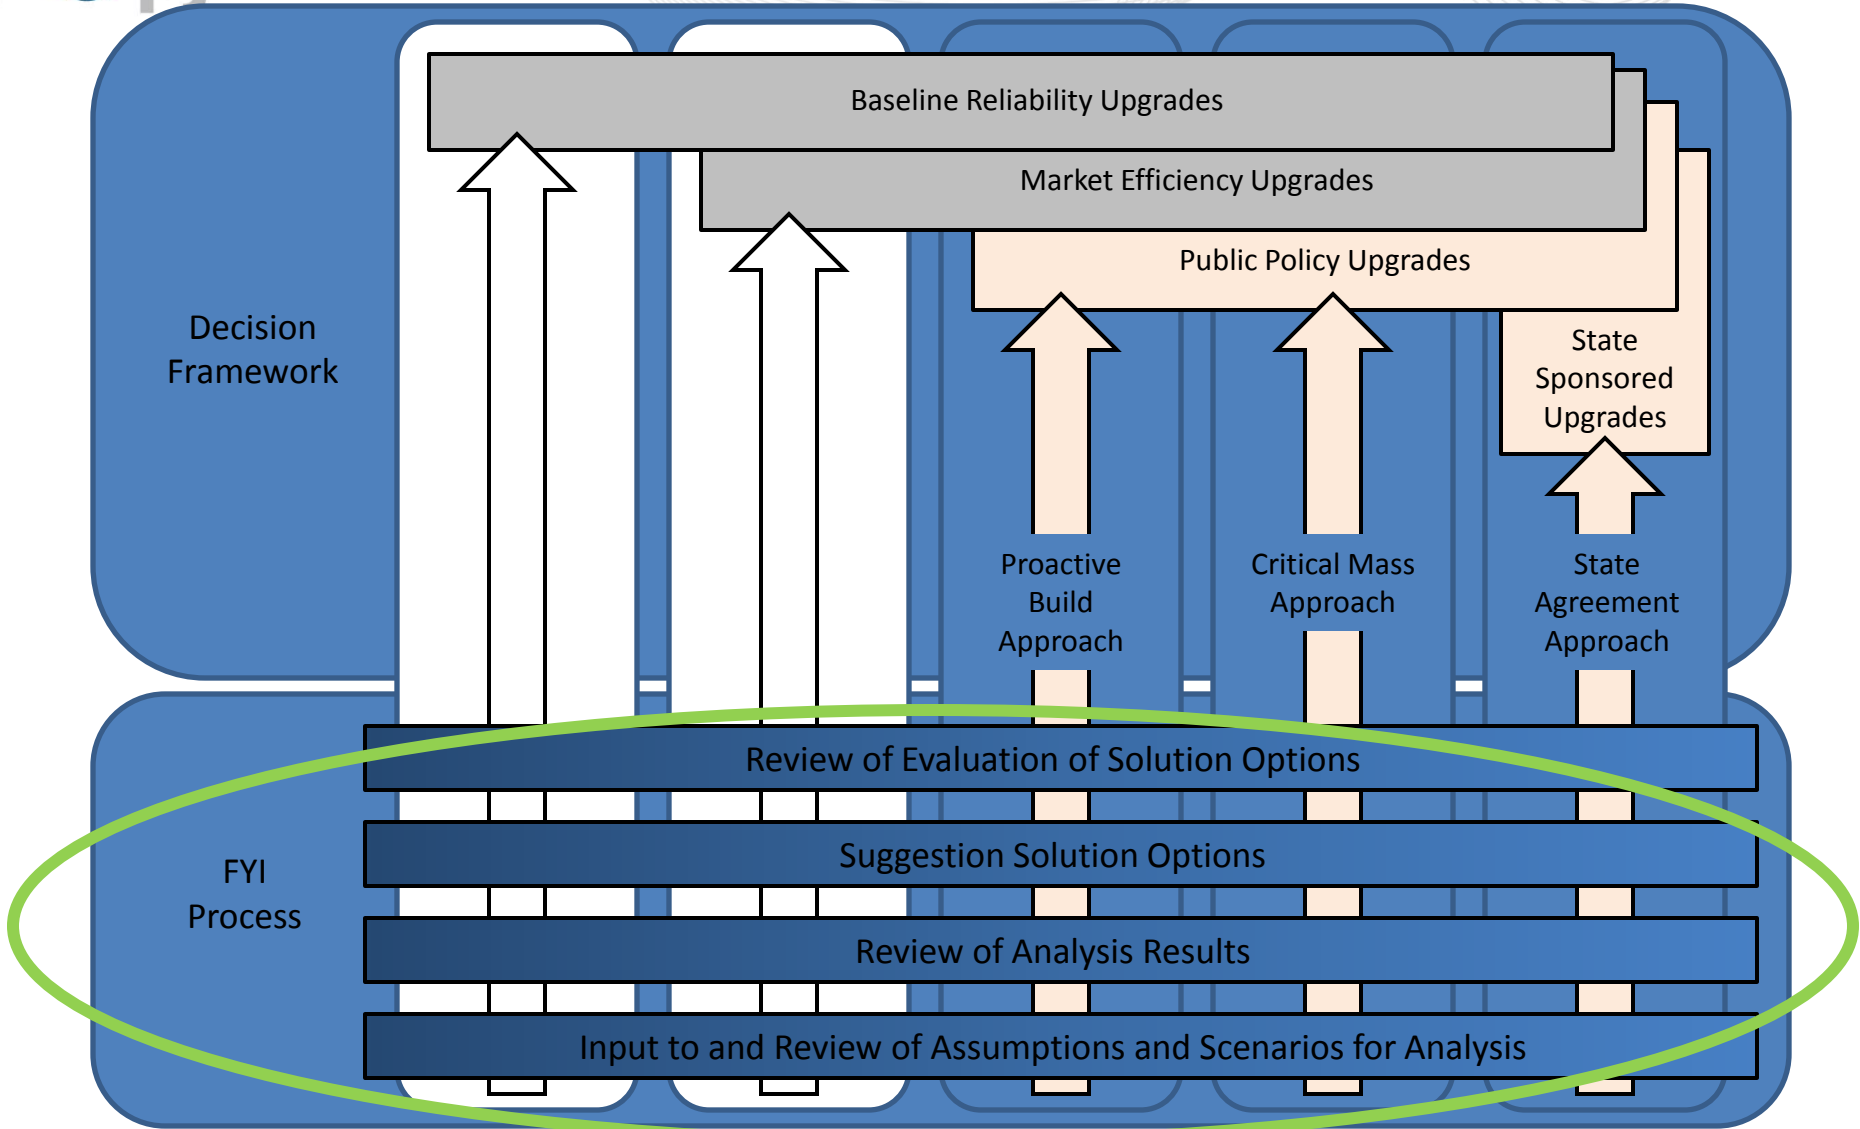 Baseline Reliability Upgrades
Market Efficiency Upgrades
Public Policy Upgrades
State
Sponsored
Upgrades
Decision
Framework
Proactive
Build
Approach
Critical Mass
Approach
State
Agreement
Approach
Review of Evaluation of Solution Options
Suggestion Solution Options
FYI
Process
Review of Analysis Results
Input to and Review of Assumptions and Scenarios for Analysis